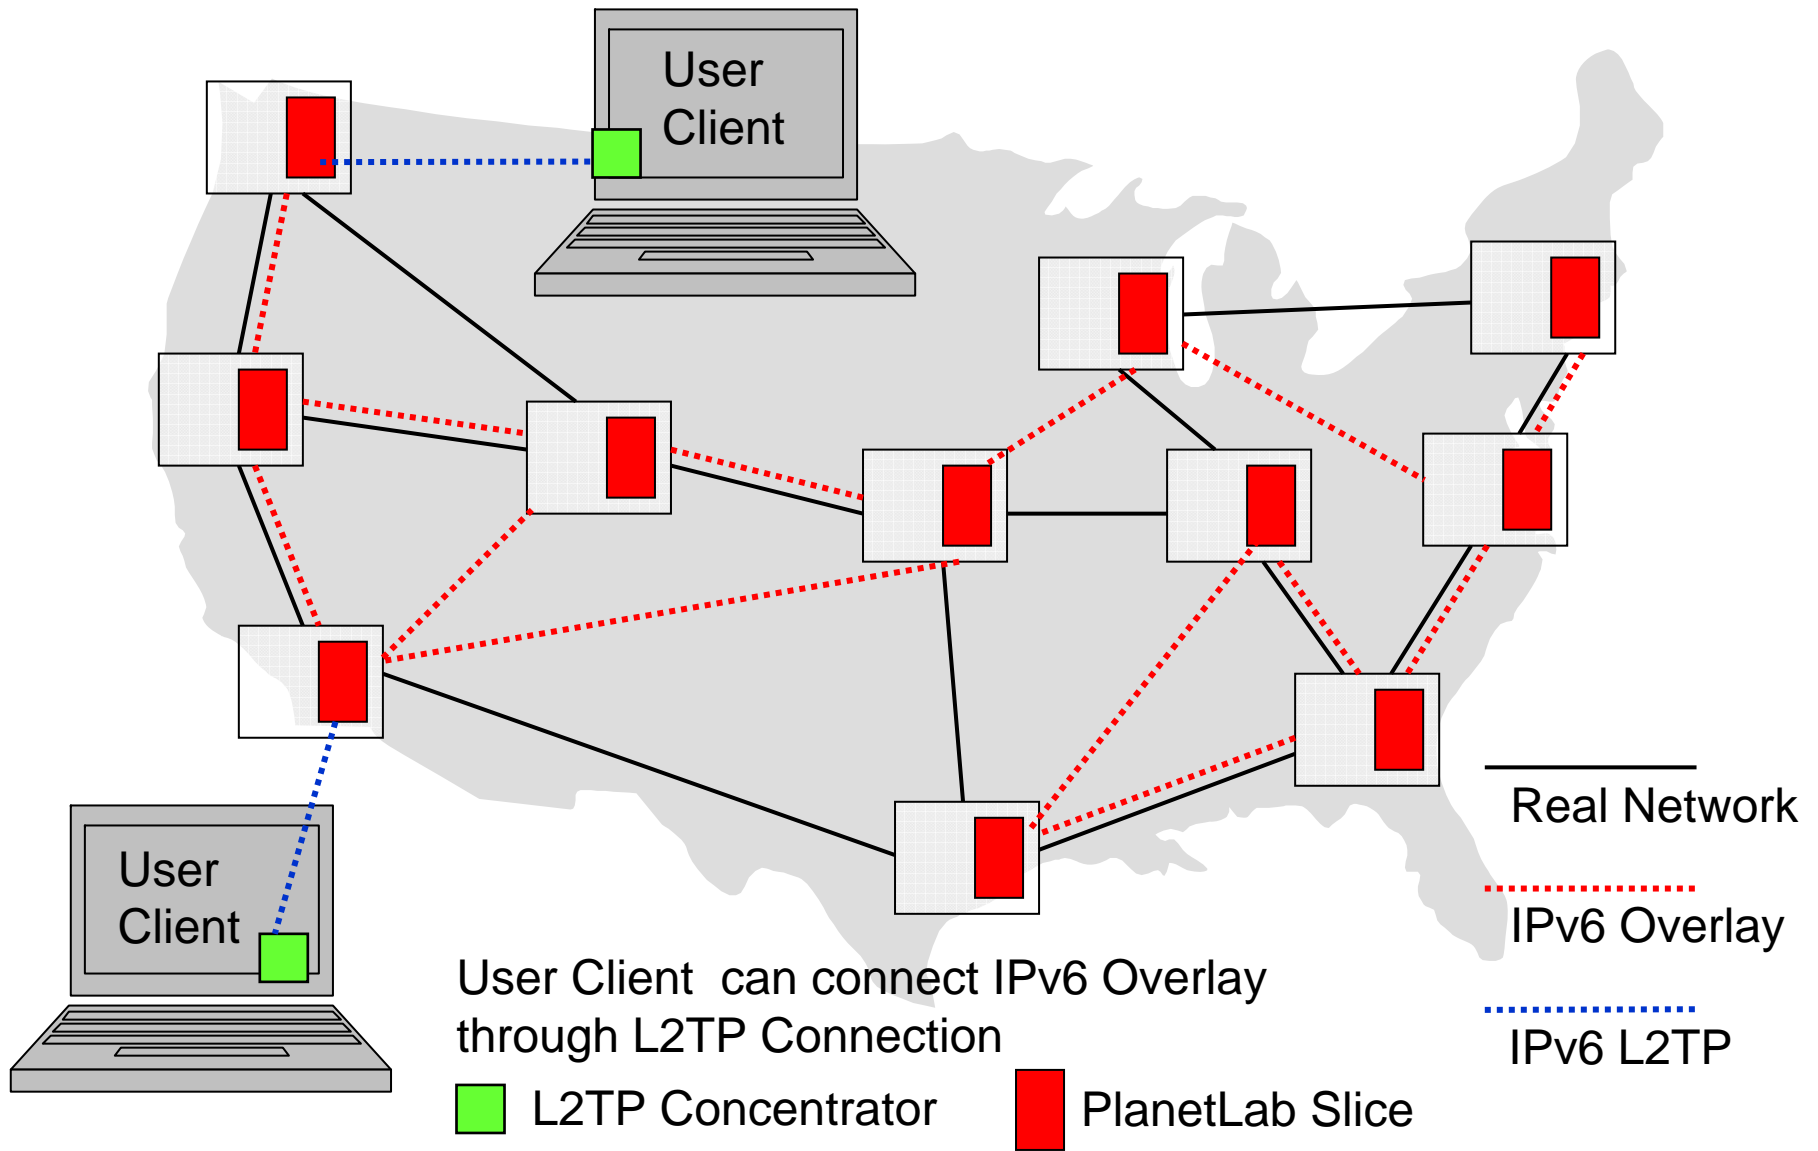 User
Client
User
Client
Real Network
IPv6 Overlay
IPv6 L2TP
User Client  can connect IPv6 Overlay
through L2TP Connection
L2TP Concentrator
PlanetLab Slice